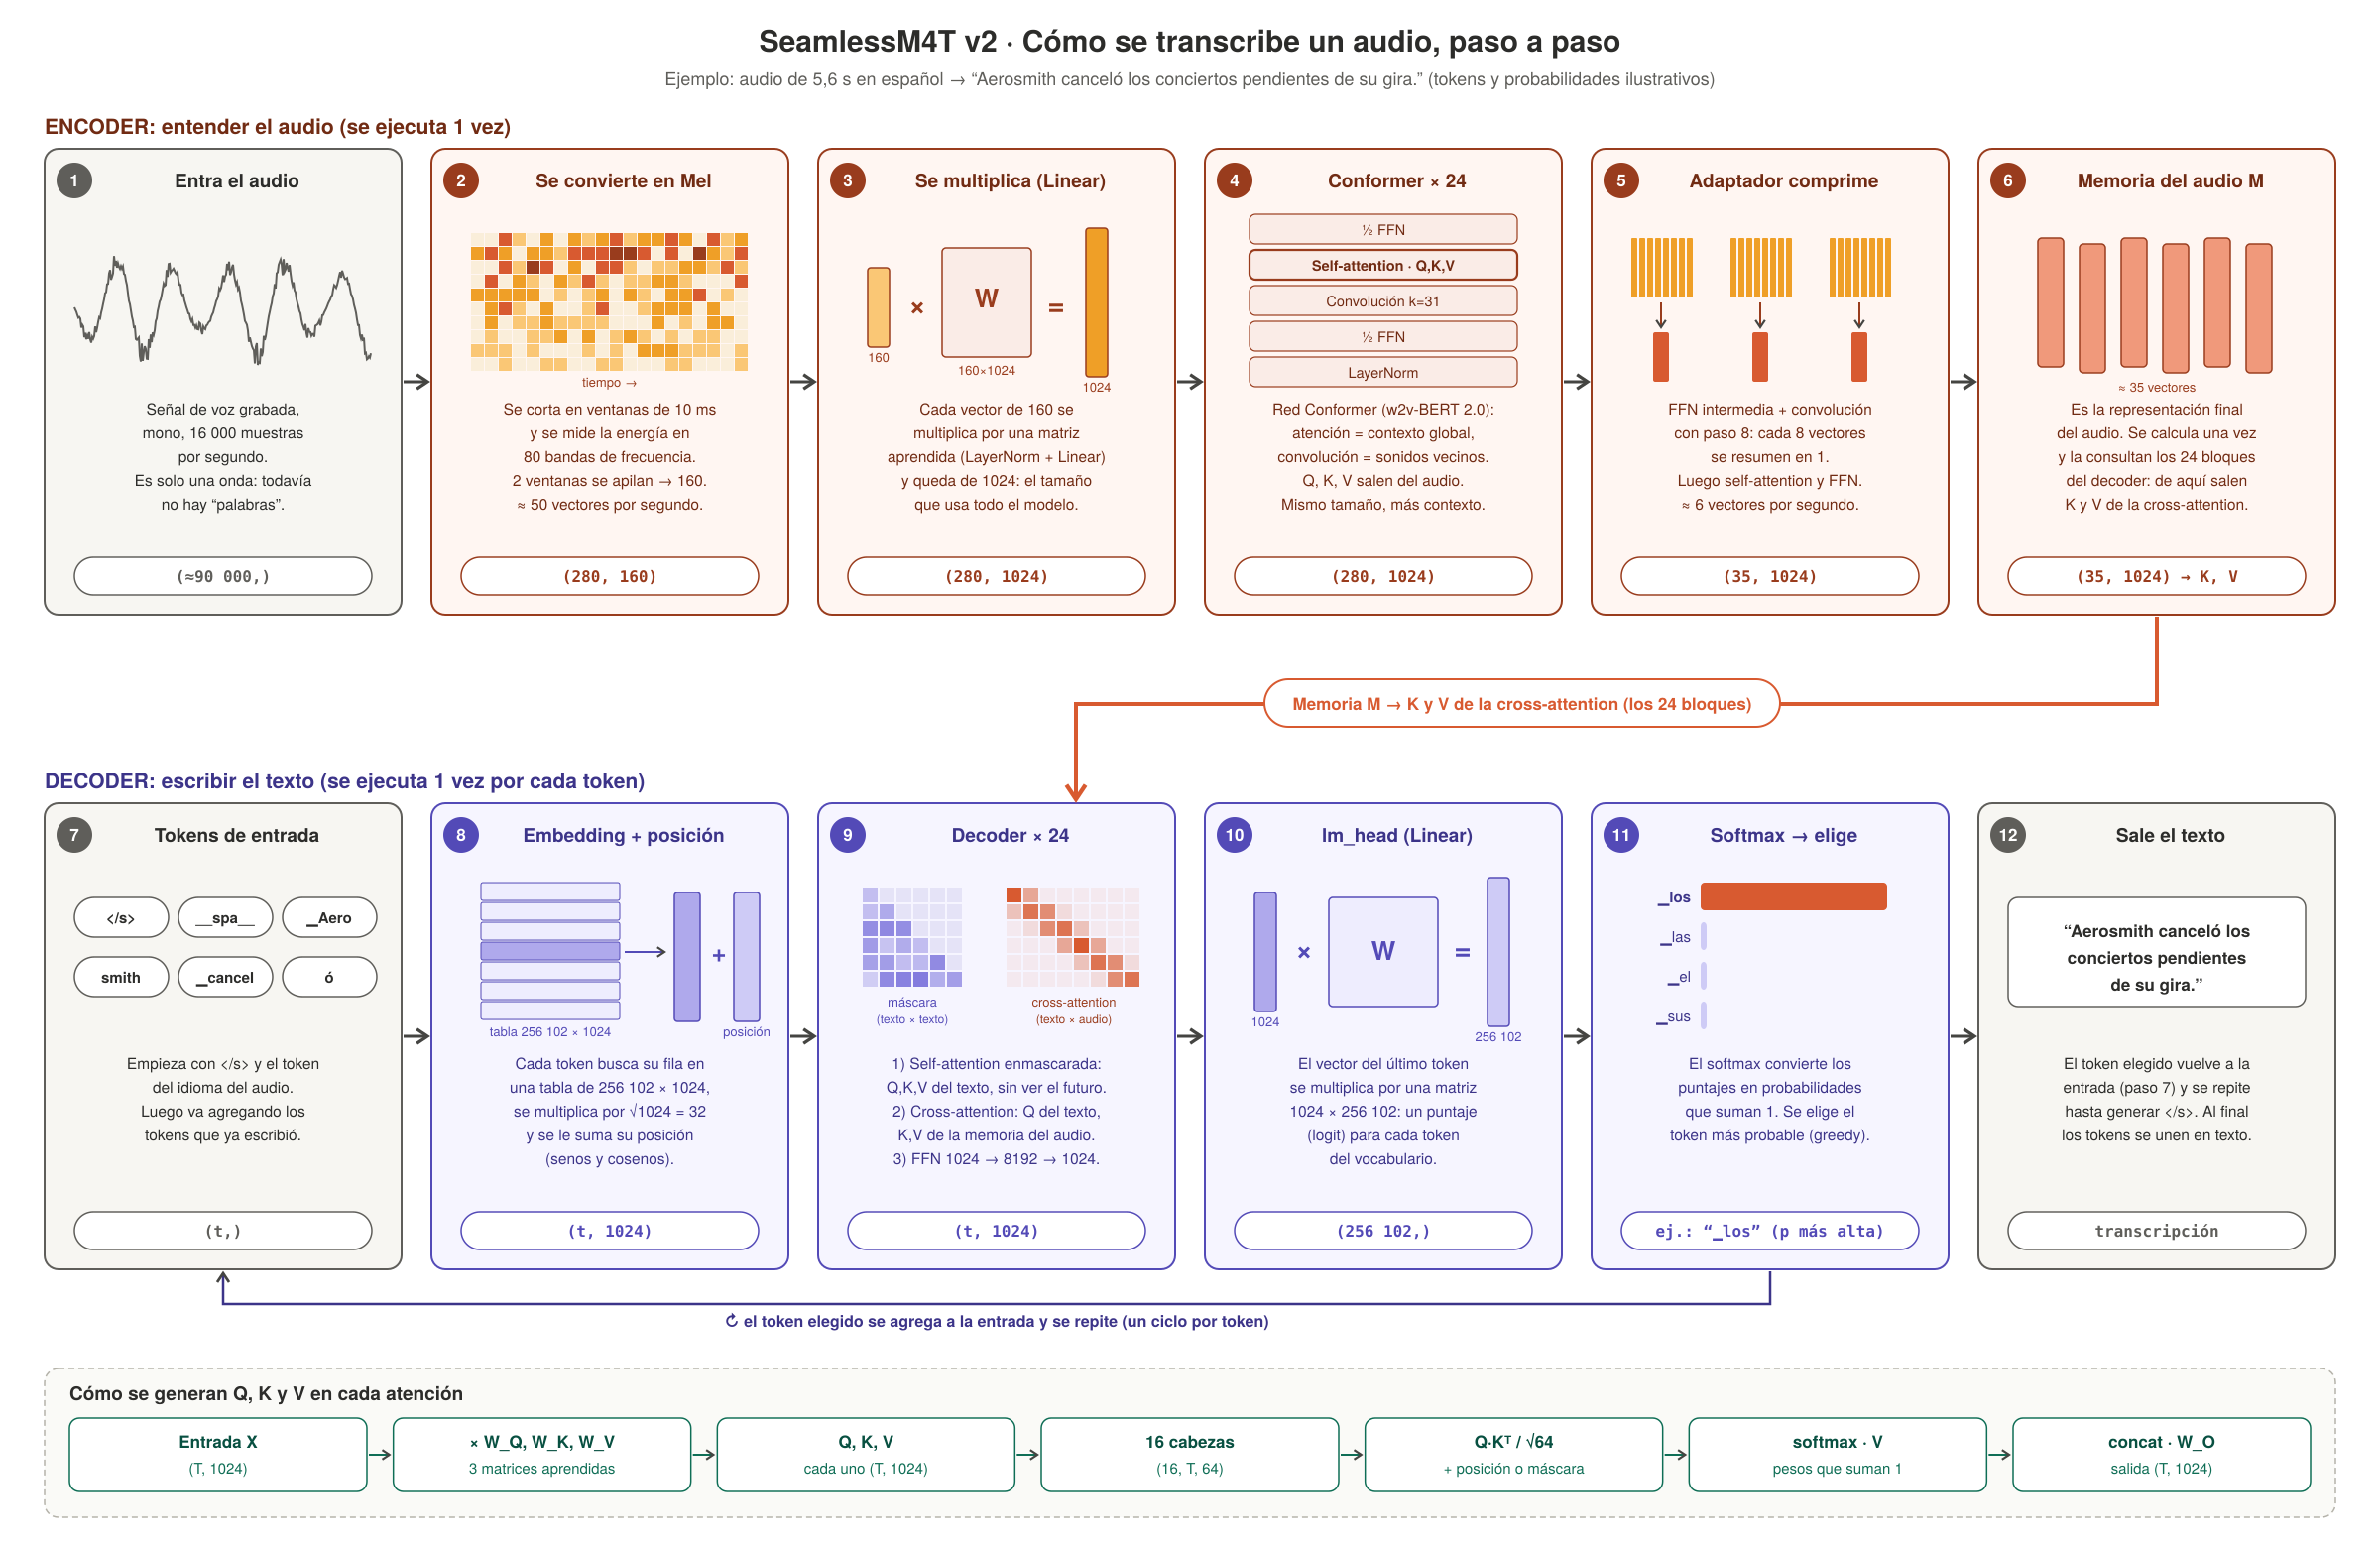 SeamlessM4T v2 · Cómo se transcribe un audio, paso a paso
Ejemplo: audio de 5,6 s en español → “Aerosmith canceló los conciertos pendientes de su gira.” (tokens y probabilidades ilustrativos)
ENCODER: entender el audio (se ejecuta 1 vez)
1
Entra el audio
Señal de voz grabada,
mono, 16 000 muestras
por segundo.
Es solo una onda: todavía
no hay “palabras”.
(≈90 000,)
2
Se convierte en Mel
tiempo →
Se corta en ventanas de 10 ms
y se mide la energía en
80 bandas de frecuencia.
2 ventanas se apilan → 160.
≈ 50 vectores por segundo.
(280, 160)
3
Se multiplica (Linear)
160
×
W
160×1024
=
1024
Cada vector de 160 se
multiplica por una matriz
aprendida (LayerNorm + Linear)
y queda de 1024: el tamaño
que usa todo el modelo.
(280, 1024)
4
Conformer × 24
½ FFN
Self-attention · Q,K,V
Convolución k=31
½ FFN
LayerNorm
Red Conformer (w2v-BERT 2.0):
atención = contexto global,
convolución = sonidos vecinos.
Q, K, V salen del audio.
Mismo tamaño, más contexto.
(280, 1024)
5
Adaptador comprime
FFN intermedia + convolución
con paso 8: cada 8 vectores
se resumen en 1.
Luego self-attention y FFN.
≈ 6 vectores por segundo.
(35, 1024)
6
Memoria del audio M
≈ 35 vectores
Es la representación final
del audio. Se calcula una vez
y la consultan los 24 bloques
del decoder: de aquí salen
K y V de la cross-attention.
(35, 1024) → K, V
Memoria M → K y V de la cross-attention (los 24 bloques)
DECODER: escribir el texto (se ejecuta 1 vez por cada token)
7
Tokens de entrada
</s>
__spa__
▁Aero
smith
▁cancel
ó
Empieza con </s> y el token
del idioma del audio.
Luego va agregando los
tokens que ya escribió.
(t,)
8
Embedding + posición
+
tabla 256 102 × 1024
posición
Cada token busca su fila en
una tabla de 256 102 × 1024,
se multiplica por √1024 = 32
y se le suma su posición
(senos y cosenos).
(t, 1024)
9
Decoder × 24
máscara
(texto × texto)
cross-attention
(texto × audio)
1) Self-attention enmascarada:
Q,K,V del texto, sin ver el futuro.
2) Cross-attention: Q del texto,
K,V de la memoria del audio.
3) FFN 1024 → 8192 → 1024.
(t, 1024)
10
lm_head (Linear)
1024
×
W
=
256 102
El vector del último token
se multiplica por una matriz
1024 × 256 102: un puntaje
(logit) para cada token
del vocabulario.
(256 102,)
11
Softmax → elige
▁los
▁las
▁el
▁sus
El softmax convierte los
puntajes en probabilidades
que suman 1. Se elige el
token más probable (greedy).
ej.: “▁los” (p más alta)
12
Sale el texto
“Aerosmith canceló los
conciertos pendientes
de su gira.”
El token elegido vuelve a la
entrada (paso 7) y se repite
hasta generar </s>. Al final
los tokens se unen en texto.
transcripción
↻ el token elegido se agrega a la entrada y se repite (un ciclo por token)
Cómo se generan Q, K y V en cada atención
Entrada X
(T, 1024)
× W_Q, W_K, W_V
3 matrices aprendidas
Q, K, V
cada uno (T, 1024)
16 cabezas
(16, T, 64)
Q·Kᵀ / √64
+ posición o máscara
softmax · V
pesos que suman 1
concat · W_O
salida (T, 1024)